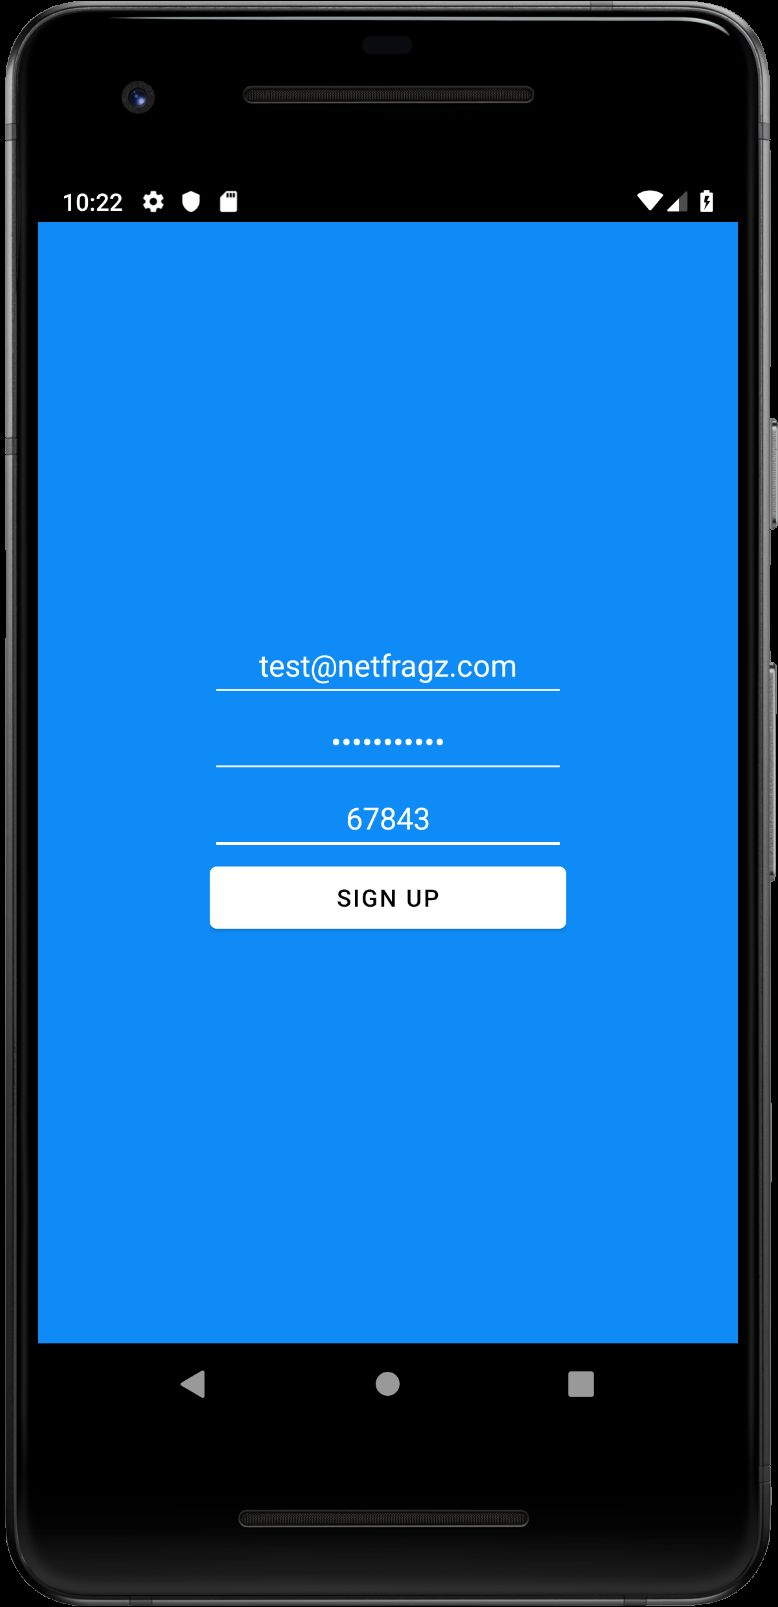 10:22
test@netfragz.com
•••••••••••
67843
SIGN UP